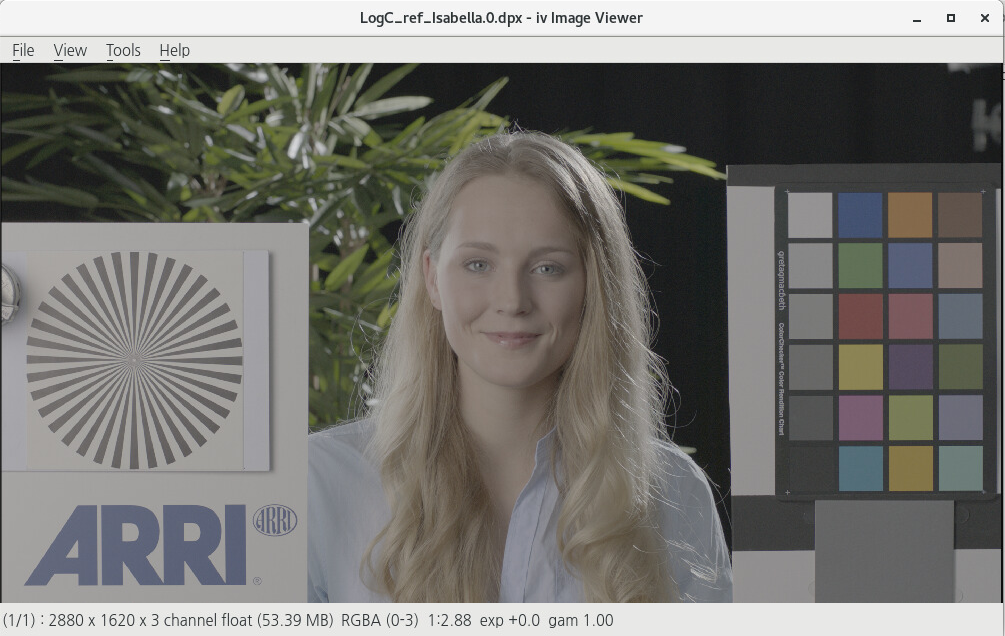 LogC_ref_Isabella.0.dpx - iv Image Viewer
File View Tools Help
ARRI
ARRI
®
gretagmacbeth
ColorChecker™ Color Rendition Chart
(1/1) : 2880 x 1620 x 3 channel float (53.39 MB) RGBA (0-3) 1:2.88 exp +0.0 gam 1.00